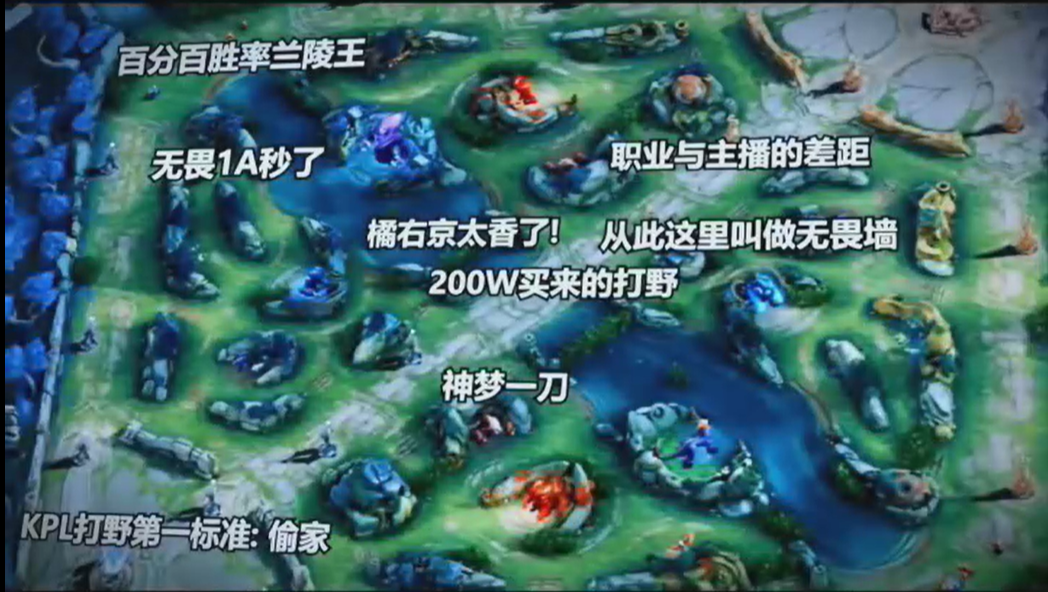 百分百胜率兰陵王
无畏1A秒了
职业与主播的差距
橘右京太香了!
从此这里叫做无畏墙
200W买来的打野
神梦一刀
KPL打野第一标准: 偷家